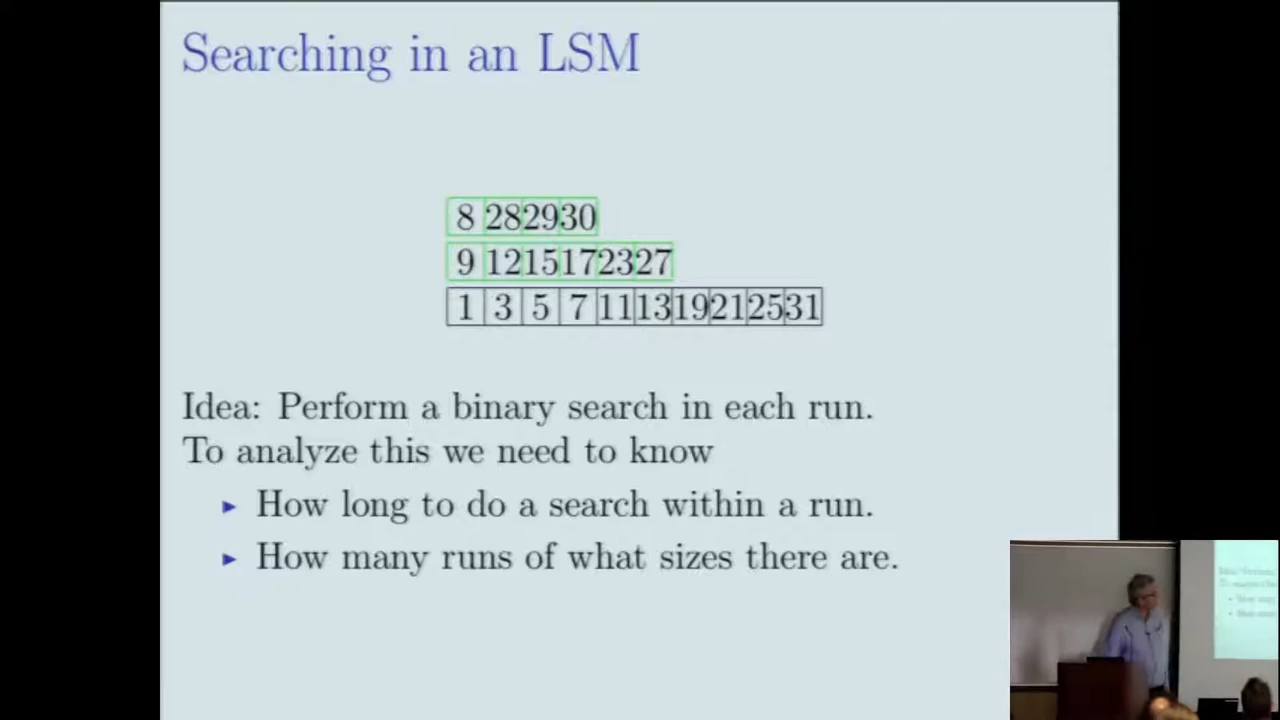 Searching in an LSM
8 28 29 30
9 12 15 17 23 27
1 3 5 7 11 13 19 21 25 31
Idea: Perform a binary search in each run.
To analyze this we need to know
▸ How long to do a search within a run.
▸ How many runs of what sizes there are.